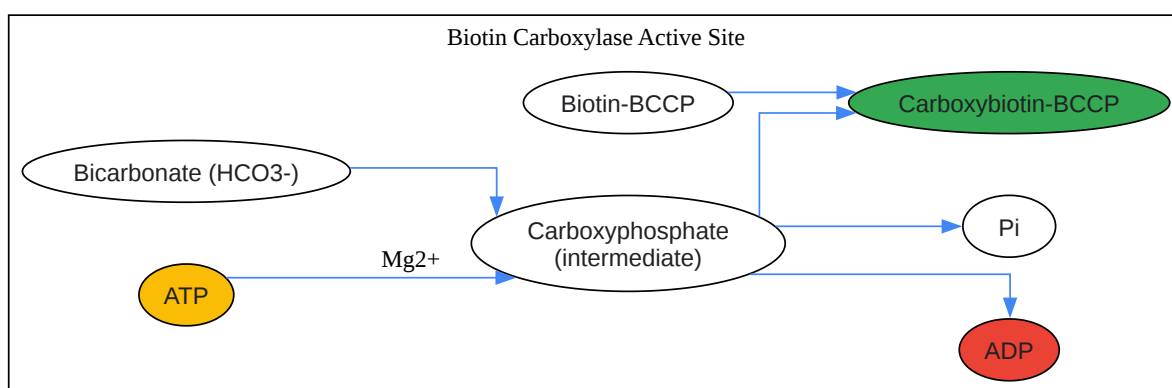 Biotin Carboxylase Active Site
Biotin-BCCP
Carboxybiotin-BCCP
Bicarbonate (HCO3-)
Carboxyphosphate
(intermediate)
Pi
Mg2+
ATP
ADP